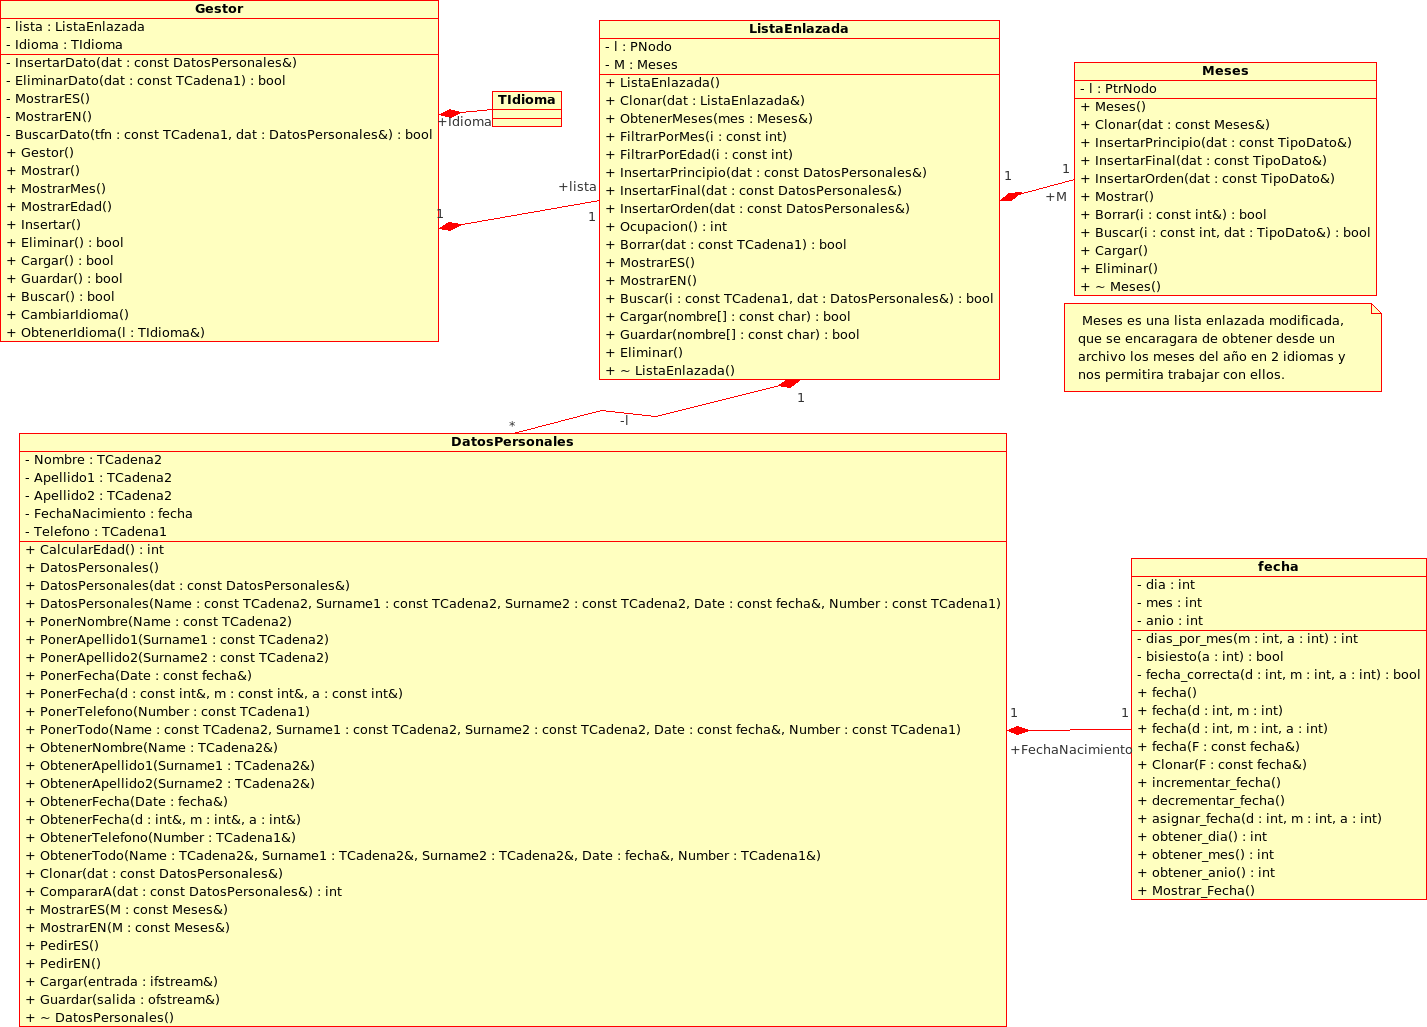 Gestor
- lista : ListaEnlazada
- Idioma : TIdioma
- InsertarDato(dat : const DatosPersonales&)
- EliminarDato(dat : const TCadena1) : bool
- MostrarES()
- MostrarEN()
- BuscarDato(tfn : const TCadena1, dat : DatosPersonales&) : bool
+ Gestor()
+ Mostrar()
+ MostrarMes()
+ MostrarEdad()
+ Insertar()
+ Eliminar() : bool
+ Cargar() : bool
+ Guardar() : bool
+ Buscar() : bool
+ CambiarIdioma()
+ ObtenerIdioma(l : TIdioma&)
TIdioma
+Idioma
+lista
1
1
ListaEnlazada
- l : PNodo
- M : Meses
+ ListaEnlazada()
+ Clonar(dat : ListaEnlazada&)
+ ObtenerMeses(mes : Meses&)
+ FiltrarPorMes(i : const int)
+ FiltrarPorEdad(i : const int)
+ InsertarPrincipio(dat : const DatosPersonales&)
+ InsertarFinal(dat : const DatosPersonales&)
+ InsertarOrden(dat : const DatosPersonales&)
+ Ocupacion() : int
+ Borrar(dat : const TCadena1) : bool
+ MostrarES()
+ MostrarEN()
+ Buscar(i : const TCadena1, dat : DatosPersonales&) : bool
+ Cargar(nombre[] : const char) : bool
+ Guardar(nombre[] : const char) : bool
+ Eliminar()
+ ~ ListaEnlazada()
1
1
+M
Meses
- l : PtrNodo
+ Meses()
+ Clonar(dat : const Meses&)
+ InsertarPrincipio(dat : const TipoDato&)
+ InsertarFinal(dat : const TipoDato&)
+ InsertarOrden(dat : const TipoDato&)
+ Mostrar()
+ Borrar(i : const int&) : bool
+ Buscar(i : const int, dat : TipoDato&) : bool
+ Cargar()
+ Eliminar()
+ ~ Meses()
Meses es una lista enlazada modificada,
que se encaragara de obtener desde un
archivo los meses del año en 2 idiomas y
nos permitira trabajar con ellos.
1
-l
*
DatosPersonales
- Nombre : TCadena2
- Apellido1 : TCadena2
- Apellido2 : TCadena2
- FechaNacimiento : fecha
- Telefono : TCadena1
+ CalcularEdad() : int
+ DatosPersonales()
+ DatosPersonales(dat : const DatosPersonales&)
+ DatosPersonales(Name : const TCadena2, Surname1 : const TCadena2, Surname2 : const TCadena2, Date : const fecha&, Number : const TCadena1)
+ PonerNombre(Name : const TCadena2)
+ PonerApellido1(Surname1 : const TCadena2)
+ PonerApellido2(Surname2 : const TCadena2)
+ PonerFecha(Date : const fecha&)
+ PonerFecha(d : const int&, m : const int&, a : const int&)
+ PonerTelefono(Number : const TCadena1)
+ PonerTodo(Name : const TCadena2, Surname1 : const TCadena2, Surname2 : const TCadena2, Date : const fecha&, Number : const TCadena1)
+ ObtenerNombre(Name : TCadena2&)
+ ObtenerApellido1(Surname1 : TCadena2&)
+ ObtenerApellido2(Surname2 : TCadena2&)
+ ObtenerFecha(Date : fecha&)
+ ObtenerFecha(d : int&, m : int&, a : int&)
+ ObtenerTelefono(Number : TCadena1&)
+ ObtenerTodo(Name : TCadena2&, Surname1 : TCadena2&, Surname2 : TCadena2&, Date : fecha&, Number : TCadena1&)
+ Clonar(dat : const DatosPersonales&)
+ CompararA(dat : const DatosPersonales&) : int
+ MostrarES(M : const Meses&)
+ MostrarEN(M : const Meses&)
+ PedirES()
+ PedirEN()
+ Cargar(entrada : ifstream&)
+ Guardar(salida : ofstream&)
+ ~ DatosPersonales()
1
1
+FechaNacimiento
fecha
- dia : int
- mes : int
- anio : int
- dias_por_mes(m : int, a : int) : int
- bisiesto(a : int) : bool
- fecha_correcta(d : int, m : int, a : int) : bool
+ fecha()
+ fecha(d : int, m : int)
+ fecha(d : int, m : int, a : int)
+ fecha(F : const fecha&)
+ Clonar(F : const fecha&)
+ incrementar_fecha()
+ decrementar_fecha()
+ asignar_fecha(d : int, m : int, a : int)
+ obtener_dia() : int
+ obtener_mes() : int
+ obtener_anio() : int
+ Mostrar_Fecha()